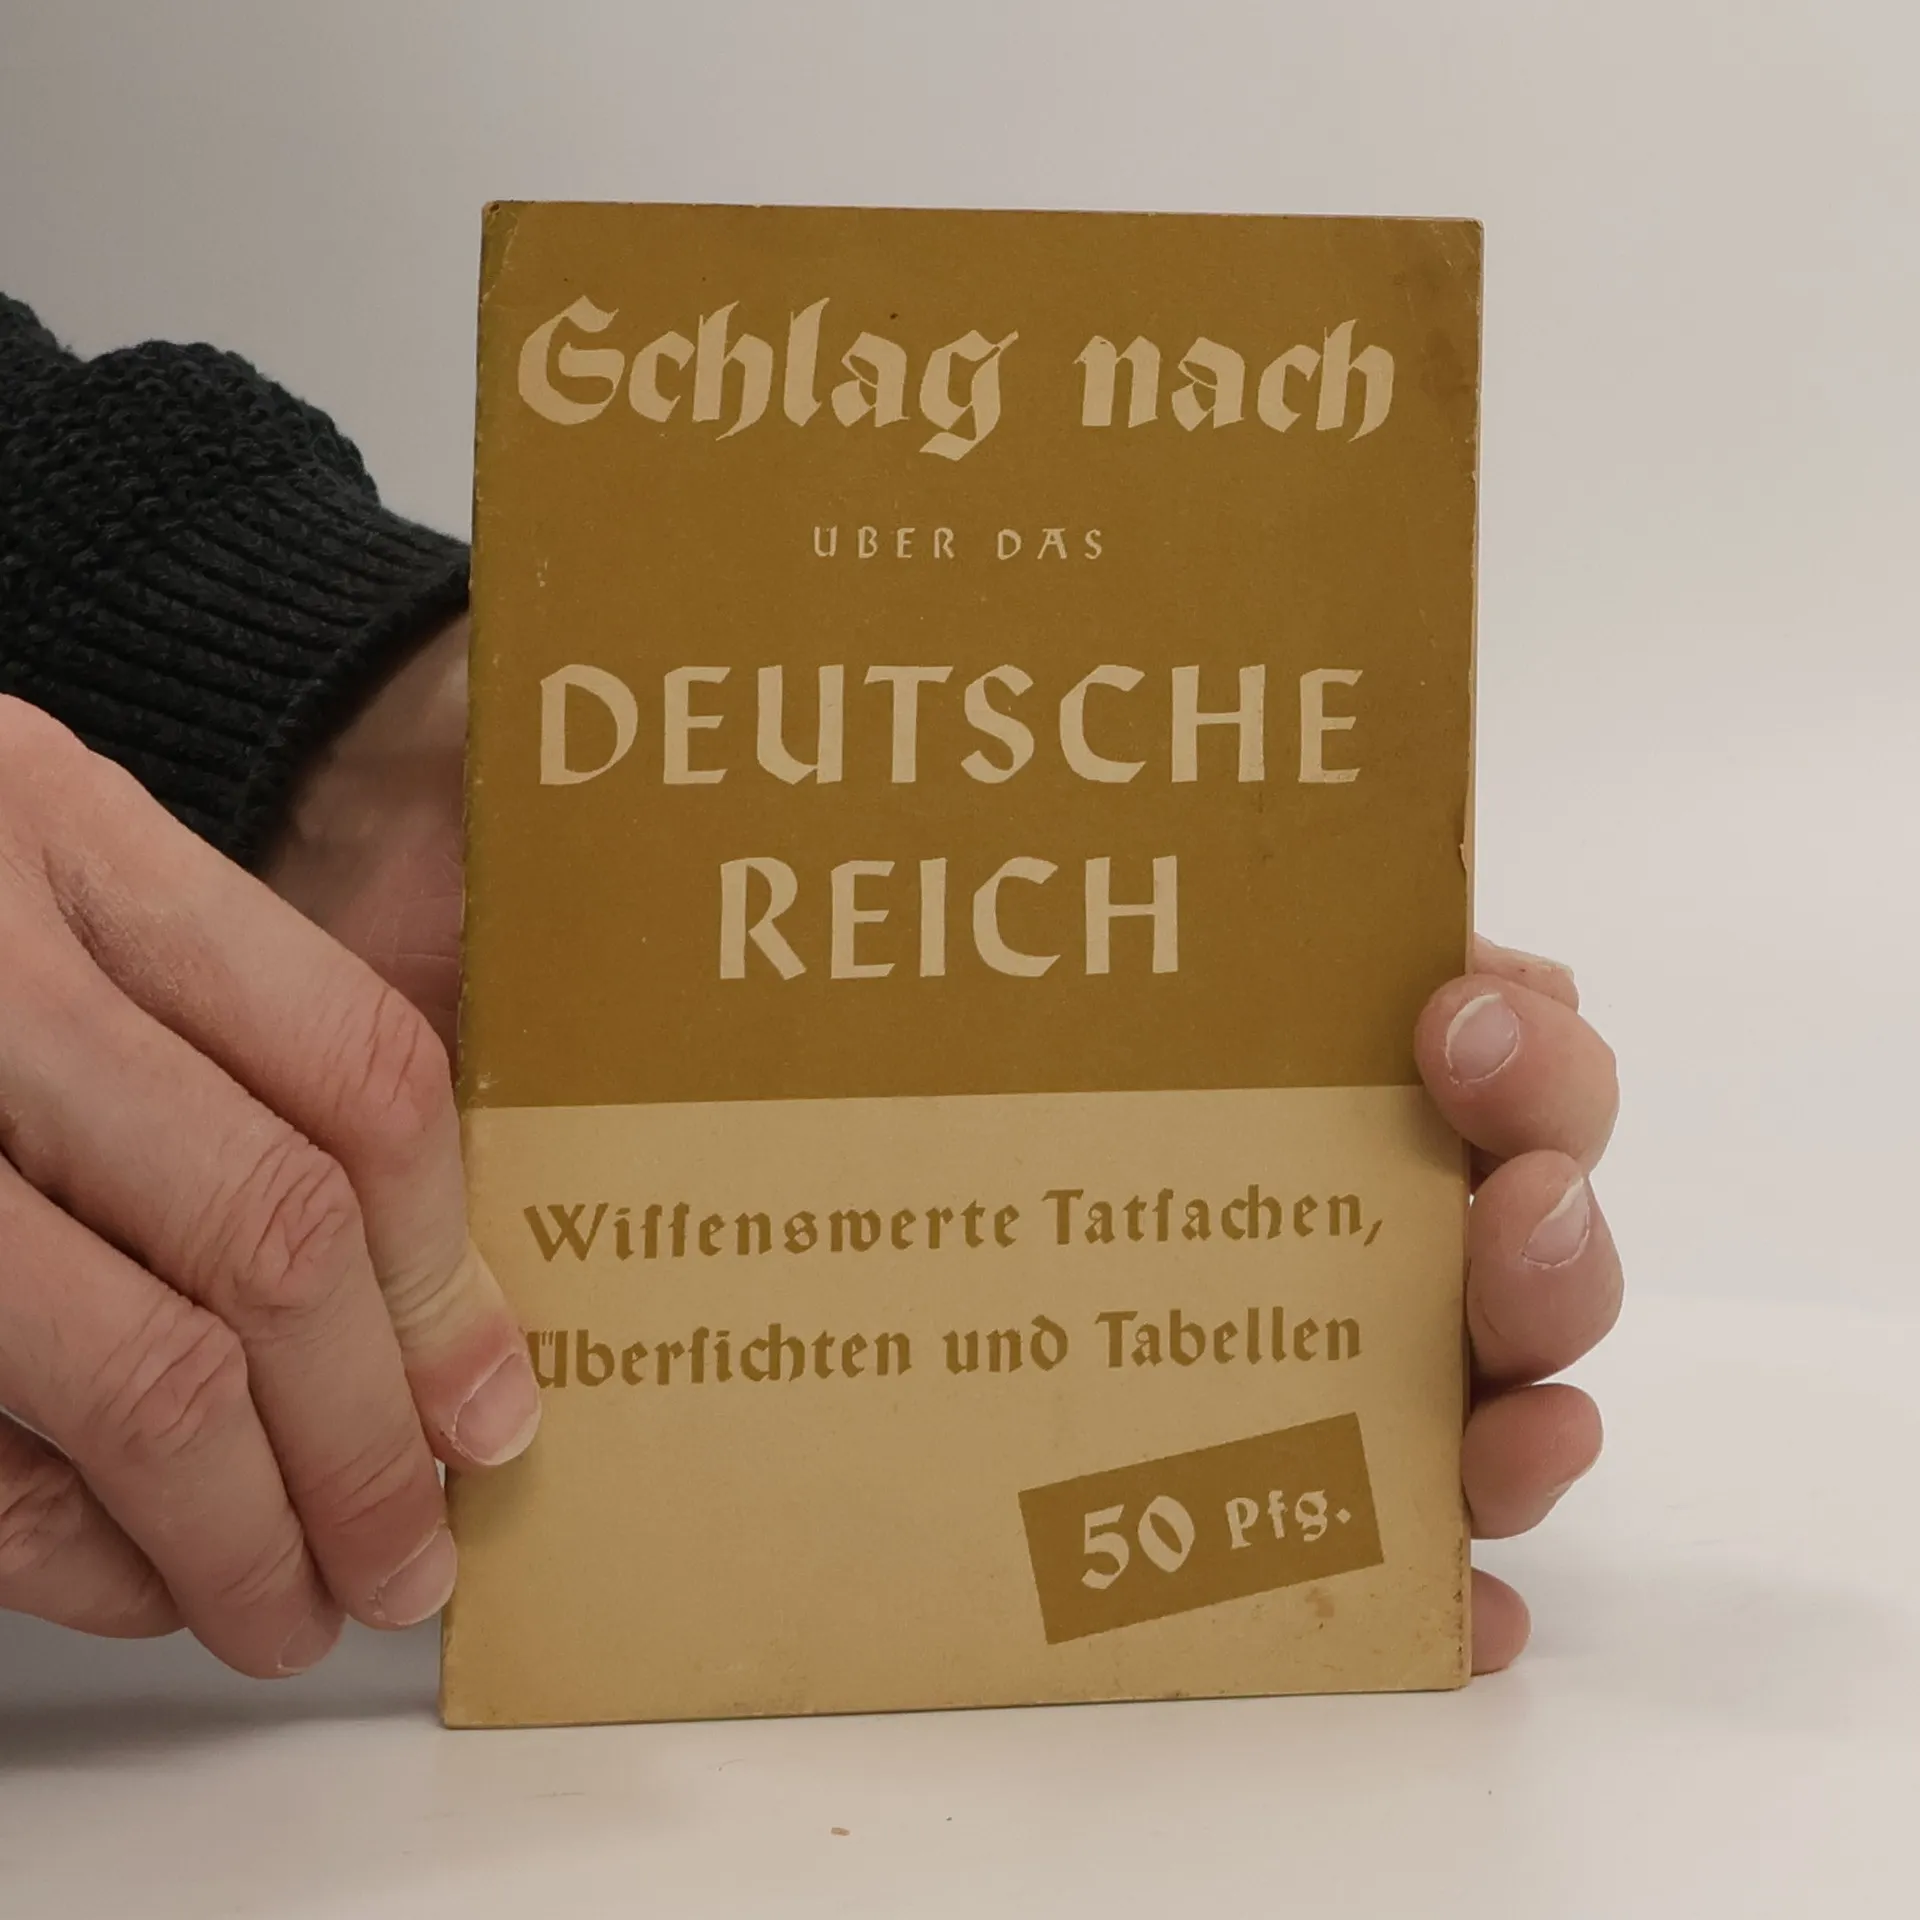 Schlag nach
ÜBER DAS
DEUTSCHE
REICH
Wiſſenswerte Tatſachen,
Überſichten und Tabellen
50 Pfg.